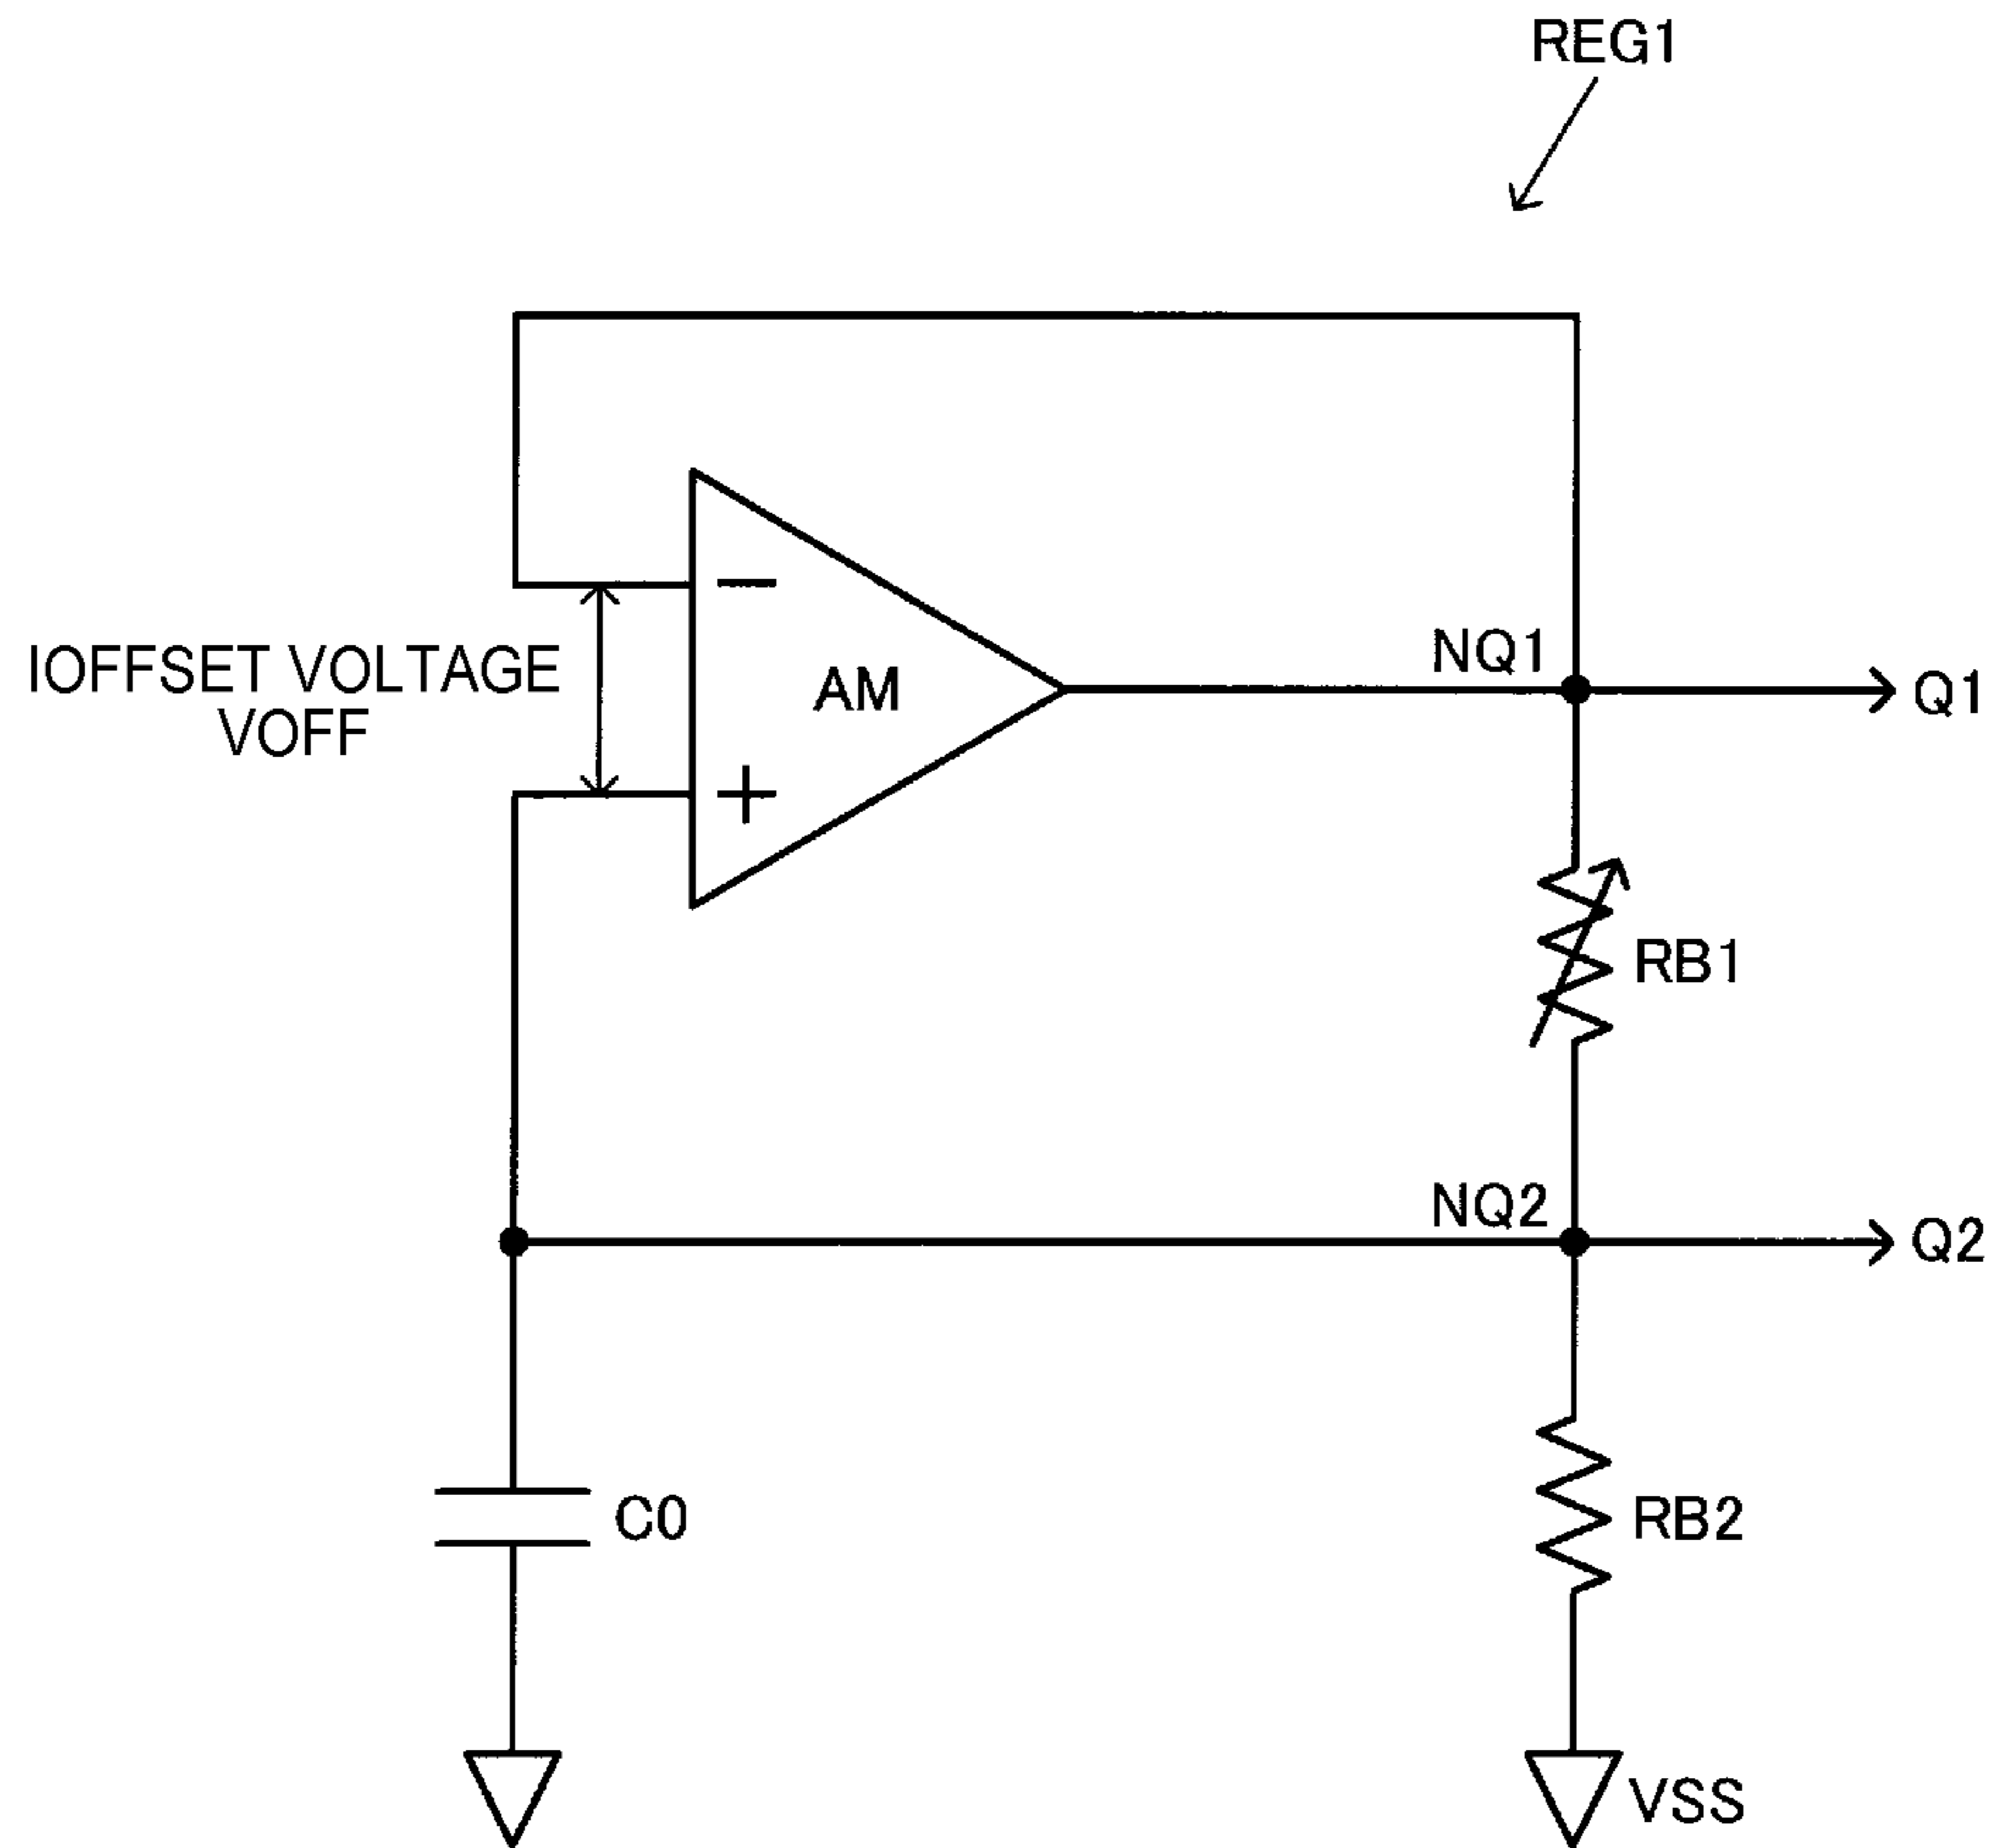 REG1
IOFFSET VOLTAGE
VOFF
−
+
AM
NQ1
Q1
RB1
NQ2
Q2
C0
RB2
VSS